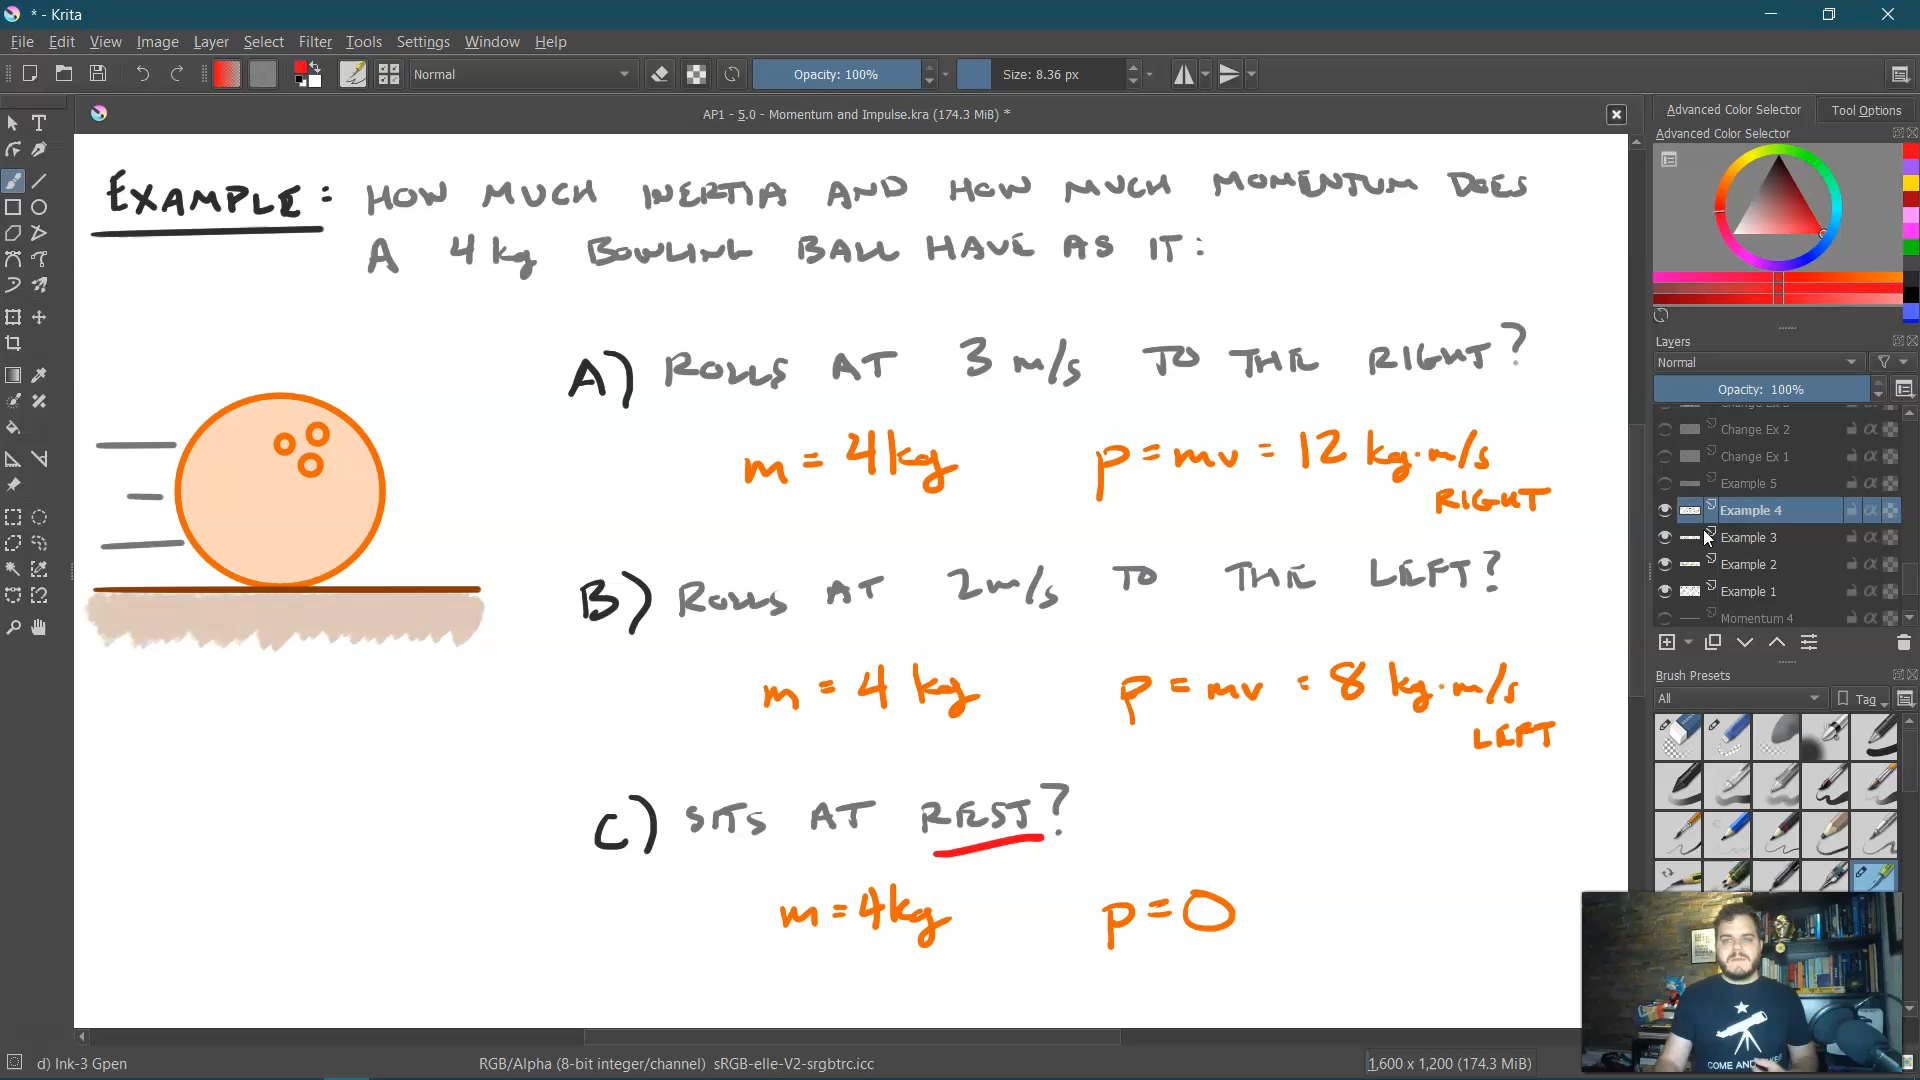 * - Krita
File Edit View Image Layer Select Filter Tools Settings Window Help
Normal Opacity: 100% Size: 8.36 px
AP1 - 5.0 - Momentum and Impulse.kra (174.3 MiB) *
EXAMPLE: HOW MUCH INERTIA AND HOW MUCH MOMENTUM DOES
A 4 kg BOWLING BALL HAVE AS IT:
A) ROLLS AT 3 m/s TO THE RIGHT?
m = 4 kg p = mv = 12 kg·m/s
RIGHT
B) ROLLS AT 2 m/s TO THE LEFT?
m = 4 kg p = mv = 8 kg·m/s
LEFT
C) SITS AT REST?
m = 4 kg p = 0
Advanced Color Selector Tool Options
Advanced Color Selector
Layers
Normal
Opacity: 100%
Change Ex 3
Change Ex 2
Change Ex 1
Example 5
Example 4
Example 3
Example 2
Example 1
Momentum 4
Brush Presets
All Tag
COME AND
d) Ink-3 Gpen RGB/Alpha (8-bit integer/channel) sRGB-elle-V2-srgbtrc.icc 1,600 x 1,200 (174.3 MiB)